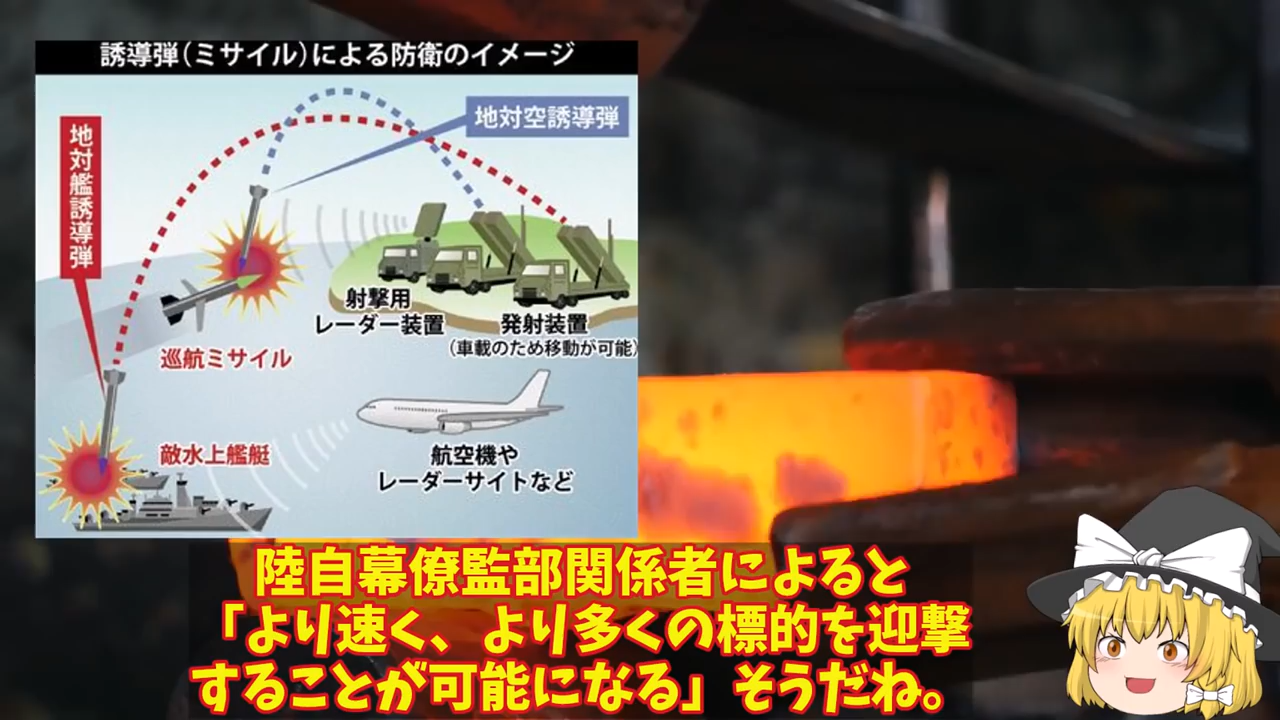 誘導弾(ミサイル)による防衛のイメージ
地対空誘導弾
地対艦誘導弾
射撃用
レーダー装置
発射装置
(車載のため移動が可能)
巡航ミサイル
敵水上艦艇
航空機や
レーダーサイトなど
陸自幕僚監部関係者によると
「より速く、より多くの標的を迎撃
することが可能になる」そうだね。